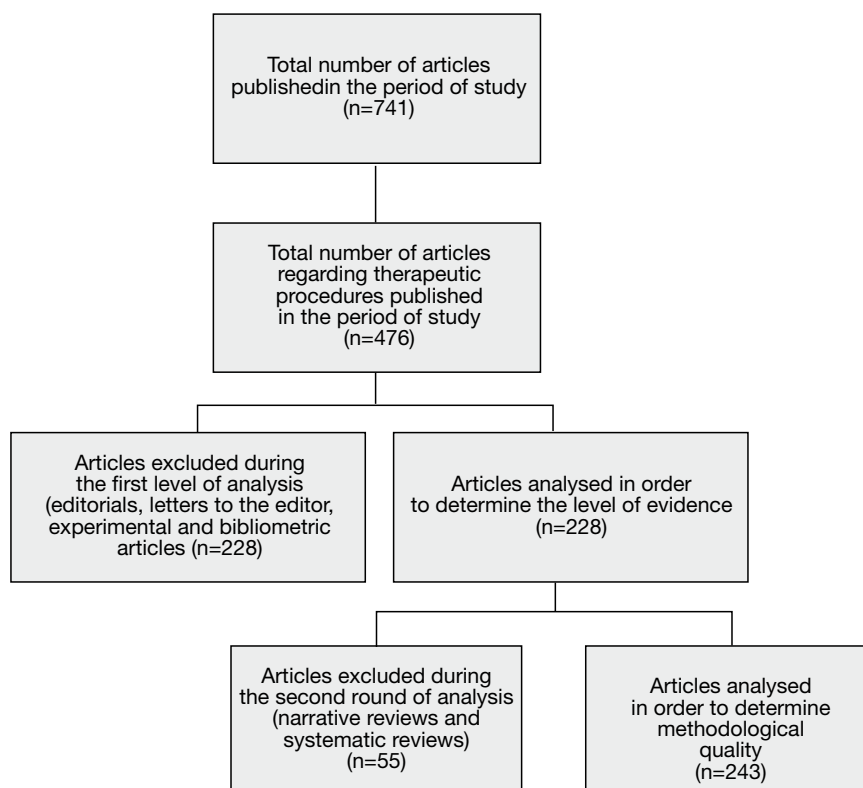 Total number of articles
publishedin the period of study
(n=741)
Total number of articles
regarding therapeutic
procedures published
in the period of study
(n=476)
Articles excluded during
the first level of analysis
(editorials, letters to the editor,
experimental and bibliometric
articles (n=228)
Articles analysed in order
to determine the level of evidence
(n=228)
Articles excluded during
the second round of analysis
(narrative reviews and
systematic reviews)
(n=55)
Articles analysed
in order to determine
methodological
quality
(n=243)